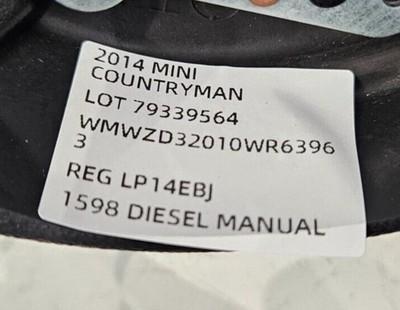 2014 MINI
COUNTRYMAN
LOT 79339564
WMWZD32010WR6396
3
REG LP14EBJ
1598 DIESEL MANUAL